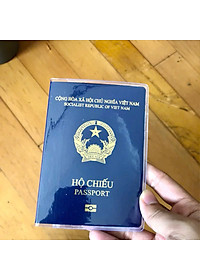 CỘNG HÒA XÃ HỘI CHỦ NGHĨA VIỆT NAM
SOCIALIST REPUBLIC OF VIET NAM
HỘ CHIẾU
PASSPORT